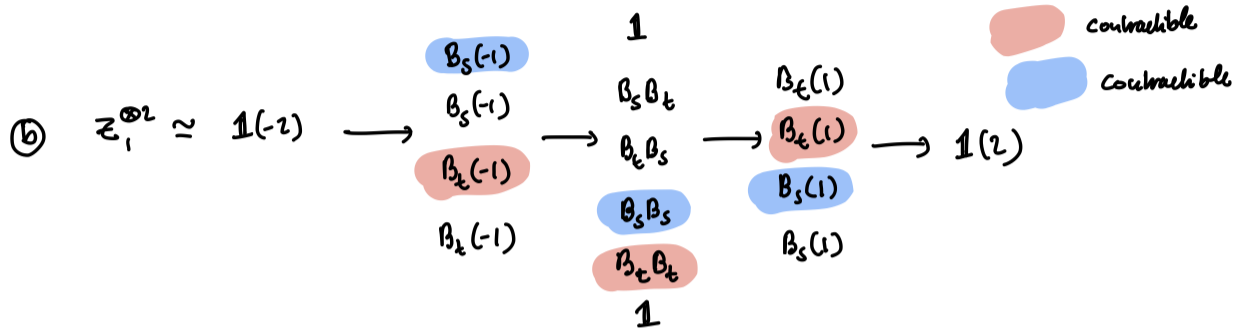 ⓑ Z₁^{⊗2} ≃ 𝟙(-2) ⟶ B_s(-1) ⟶ 𝟙 ⟶ B_t(1) ⟶ 𝟙(2)
B_s(-1) B_sB_t B_t(1)
B_t(-1) B_tB_s B_s(1)
B_t(-1) B_sB_s B_s(1)
B_tB_t
𝟙
contractible
contractible